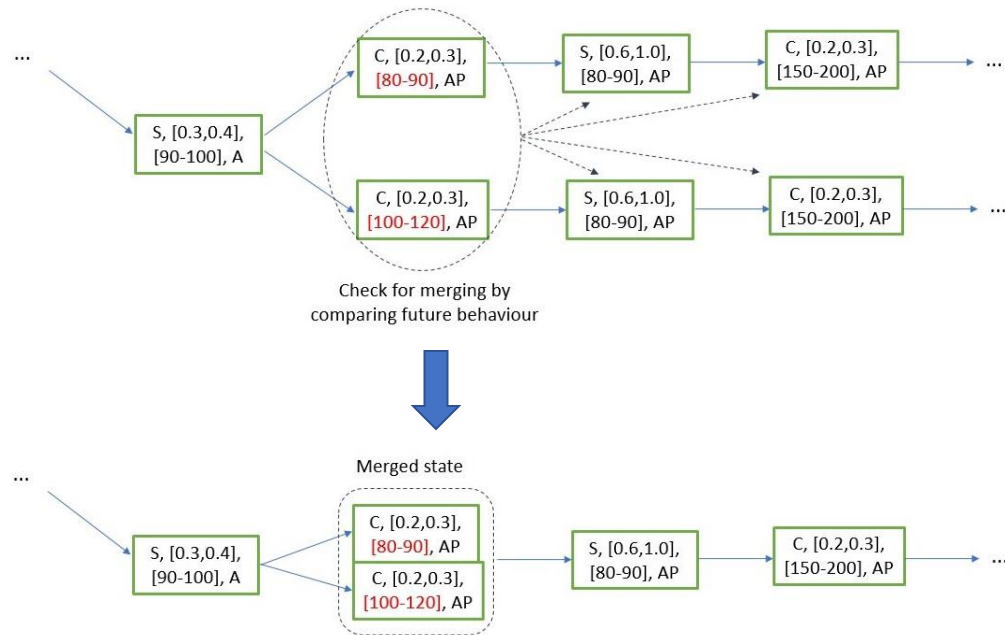 ...
C, [0.2,0.3],
[80-90], AP
S, [0.6,1.0],
[80-90], AP
C, [0.2,0.3],
[150-200], AP
...
S, [0.3,0.4],
[90-100], A
C, [0.2,0.3],
[100-120], AP
S, [0.6,1.0],
[80-90], AP
C, [0.2,0.3],
[150-200], AP
...
Check for merging by
comparing future behaviour
Merged state
...
C, [0.2,0.3],
[80-90], AP
C, [0.2,0.3],
[100-120], AP
S, [0.3,0.4],
[90-100], A
S, [0.6,1.0],
[80-90], AP
C, [0.2,0.3],
[150-200], AP
...